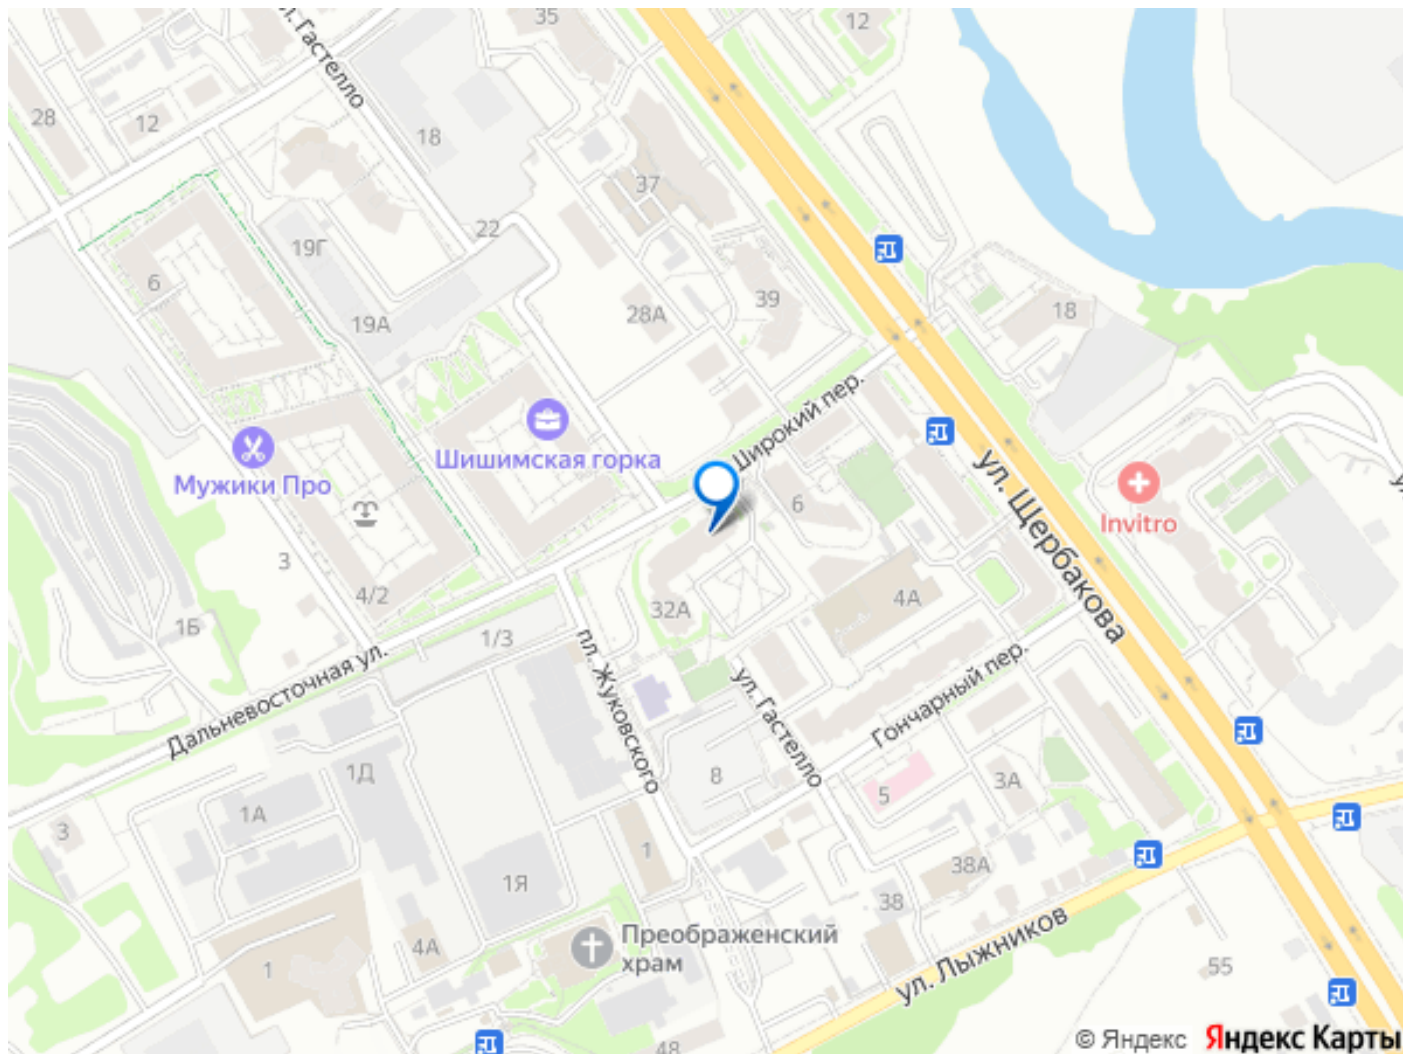 35
12
ул. Гастелло
28
12
18
37
22
19Г
6
39
18
28А
19А
Широкий пер.
Шишимская горка
Мужики Про
6
ул. Щербакова
Invitro
3
4/2
4А
32А
1Б
1/3
Дальневосточная ул.
пл. Жуковского
ул. Гастелло
Гончарный пер.
1Д
8
5
3А
1А
3
1
38А
1Я
38
Преображенский
храм
4А
1
ул. Лыжников
55
48
© Яндекс Яндекс Карты